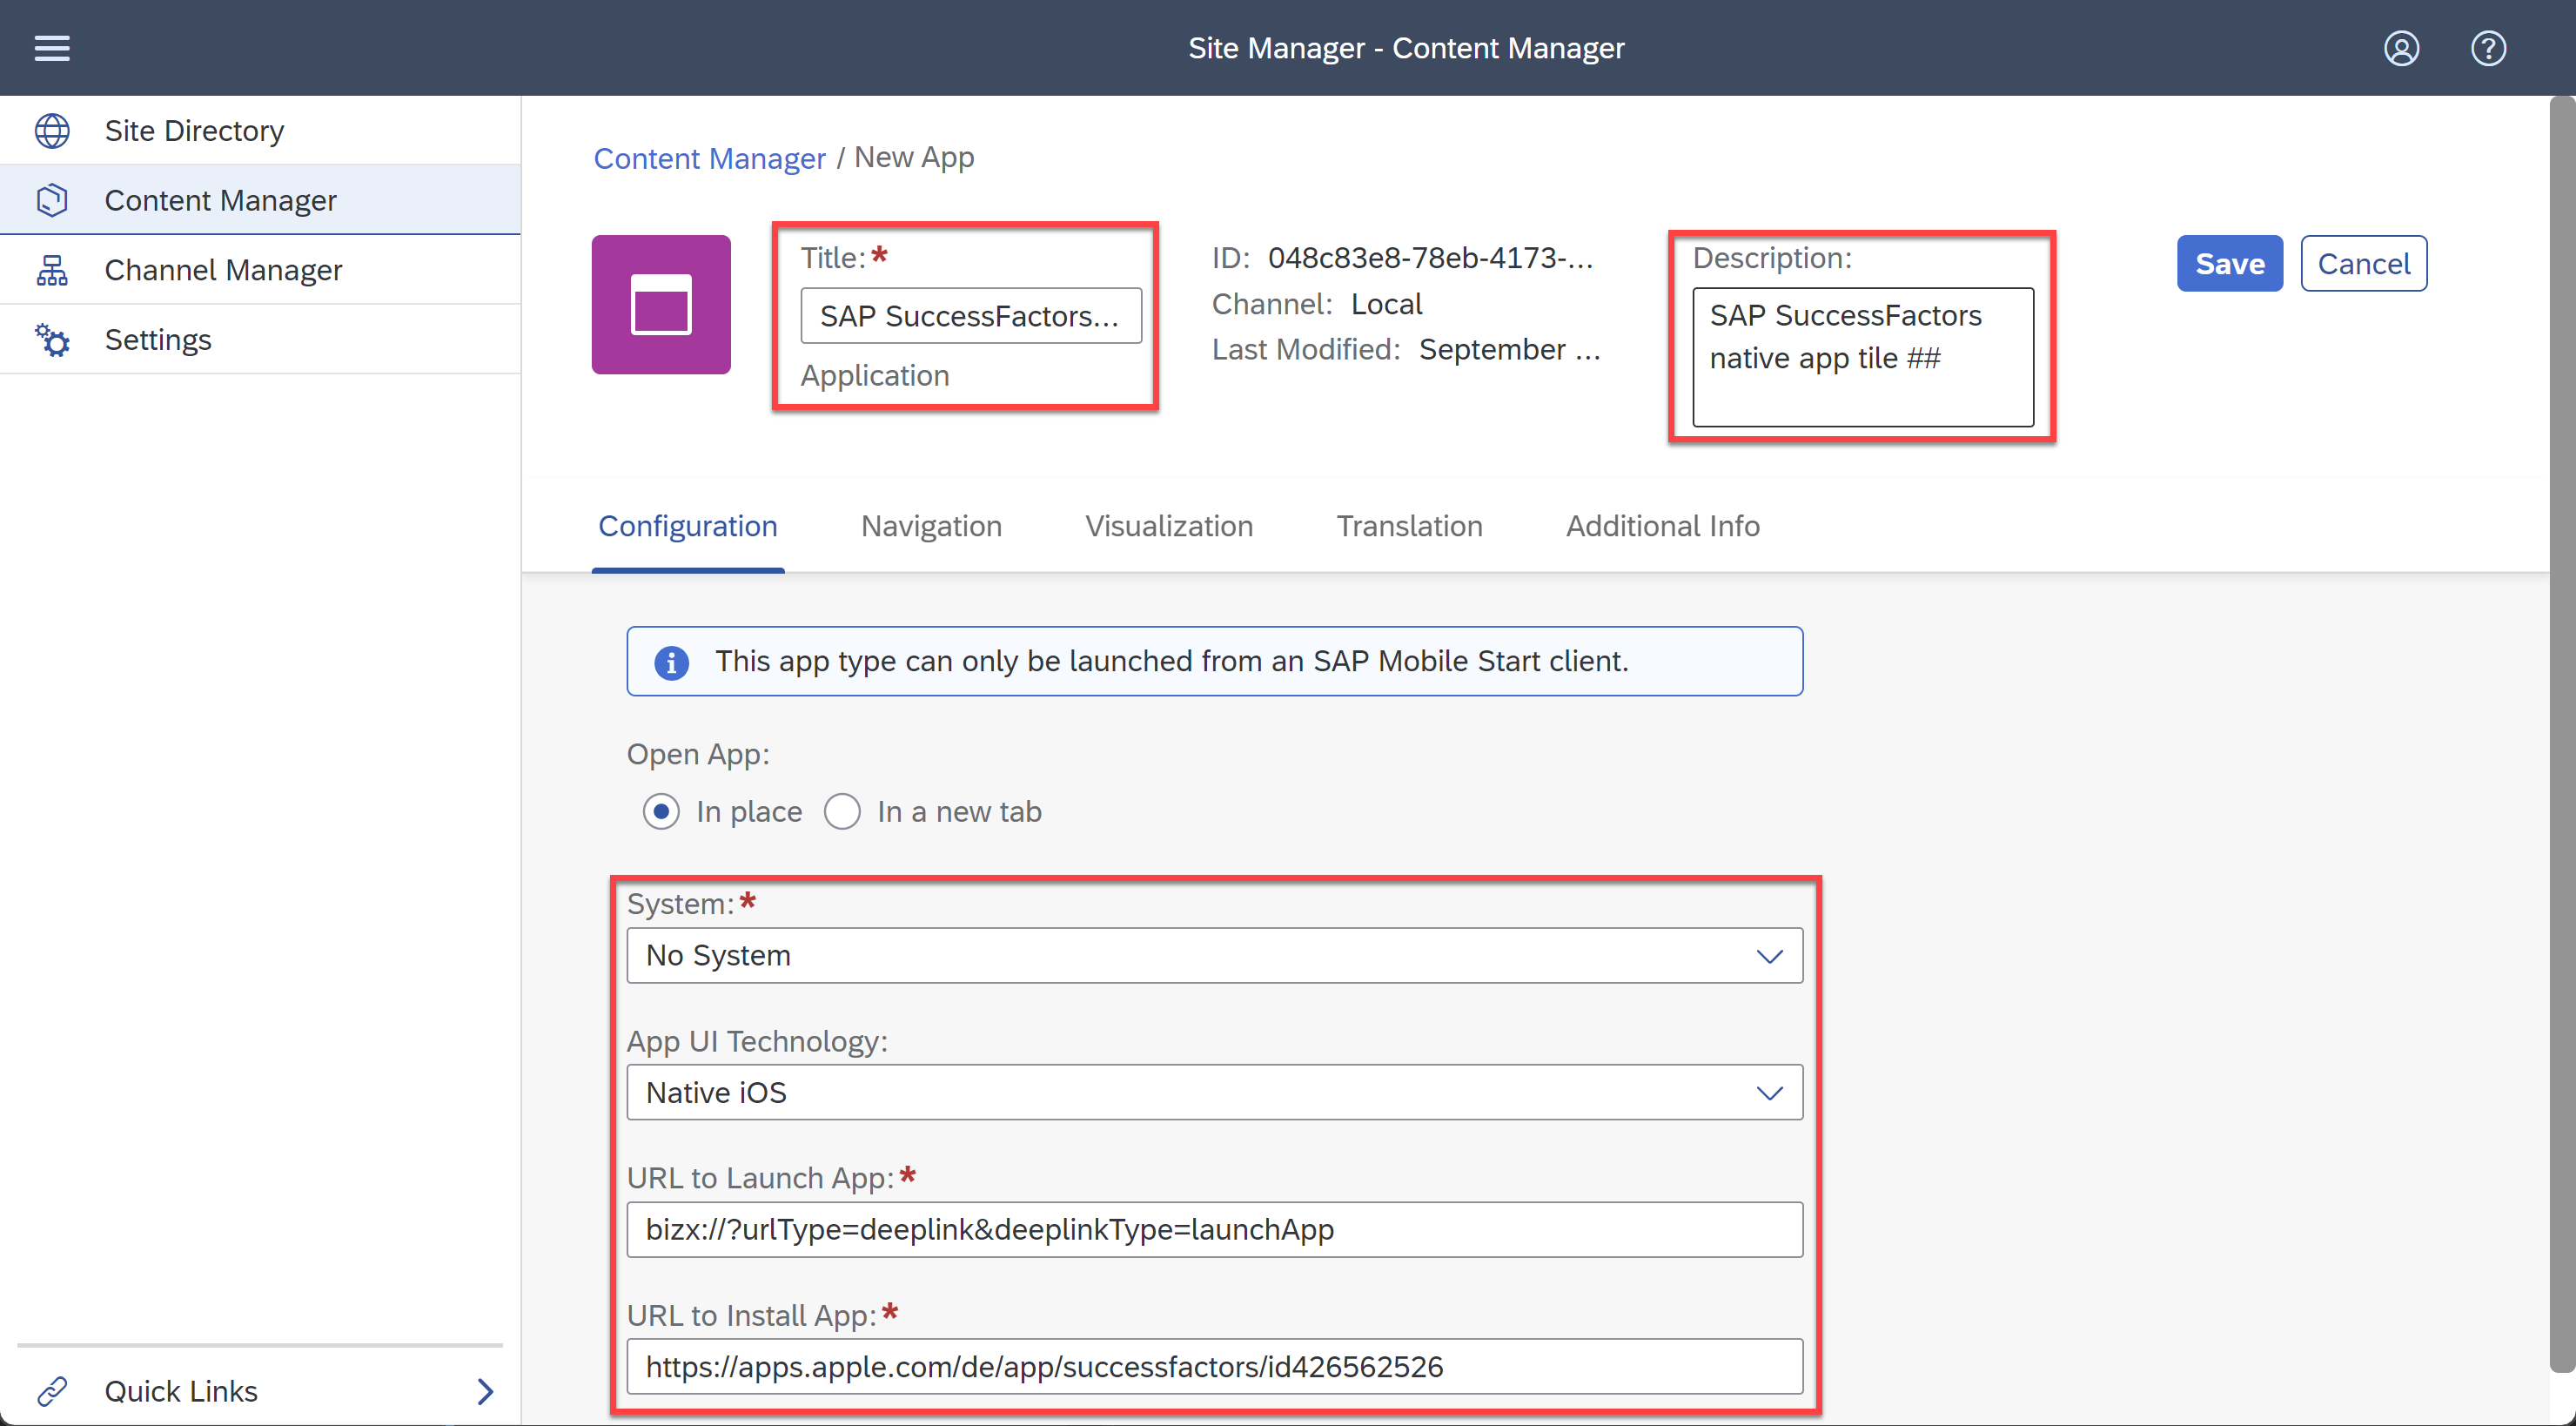 Site Manager - Content Manager
Site Directory
Content Manager
Channel Manager
Settings
Quick Links
Content Manager / New App
Title:*
SAP SuccessFactors...
Application
ID: 048c83e8-78eb-4173-...
Channel: Local
Last Modified: September ...
Description:
SAP SuccessFactors
native app tile ##
Save
Cancel
Configuration
Navigation
Visualization
Translation
Additional Info
This app type can only be launched from an SAP Mobile Start client.
Open App:
In place
In a new tab
System:*
No System
App UI Technology:
Native iOS
URL to Launch App:*
bizx://?urlType=deeplink&deeplinkType=launchApp
URL to Install App:*
https://apps.apple.com/de/app/successfactors/id426562526